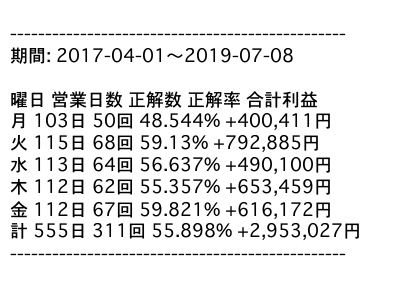 ------------------------------------------------
期間: 2017-04-01〜2019-07-08
曜日 営業日数 正解数 正解率 合計利益
月 103日 50回 48.544% +400,411円
火 115日 68回 59.13% +792,885円
水 113日 64回 56.637% +490,100円
木 112日 62回 55.357% +653,459円
金 112日 67回 59.821% +616,172円
計 555日 311回 55.898% +2,953,027円
------------------------------------------------